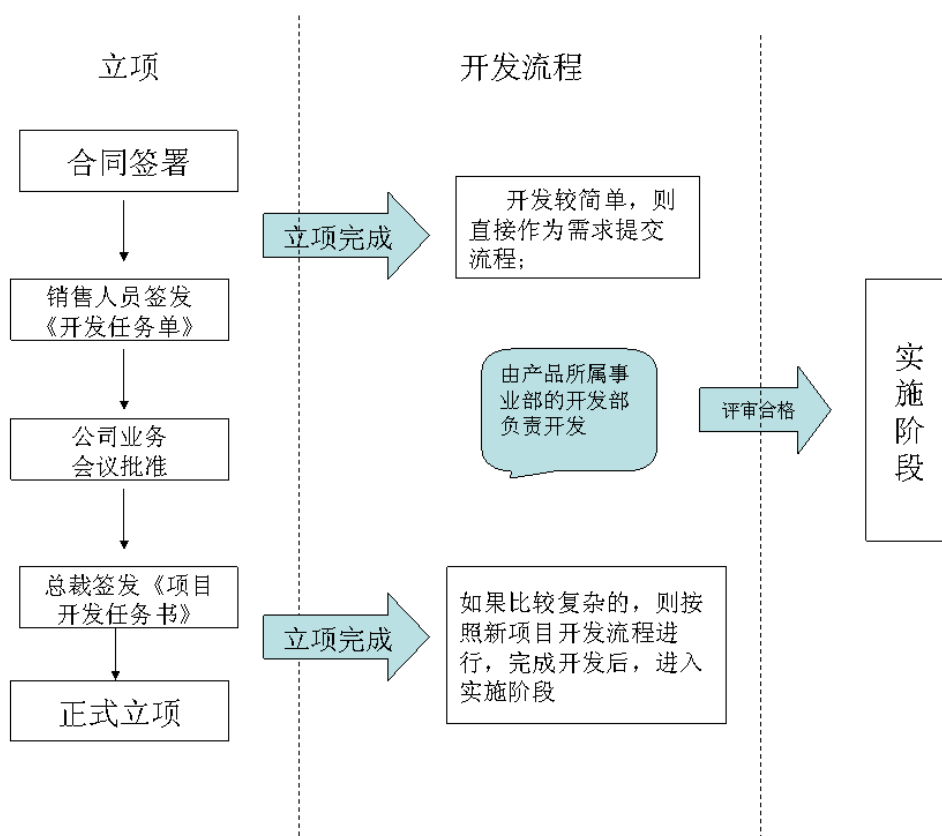 立项
开发流程
合同签署
销售人员签发
《开发任务单》
公司业务
会议批准
总裁签发《项目
开发任务书》
正式立项
立项完成
开发较简单，则
直接作为需求提交
流程；
由产品所属事
业部的开发部
负责开发
立项完成
如果比较复杂的，则按
照新项目开发流程进
行，完成开发后，进入
实施阶段
评审合格
实
施
阶
段